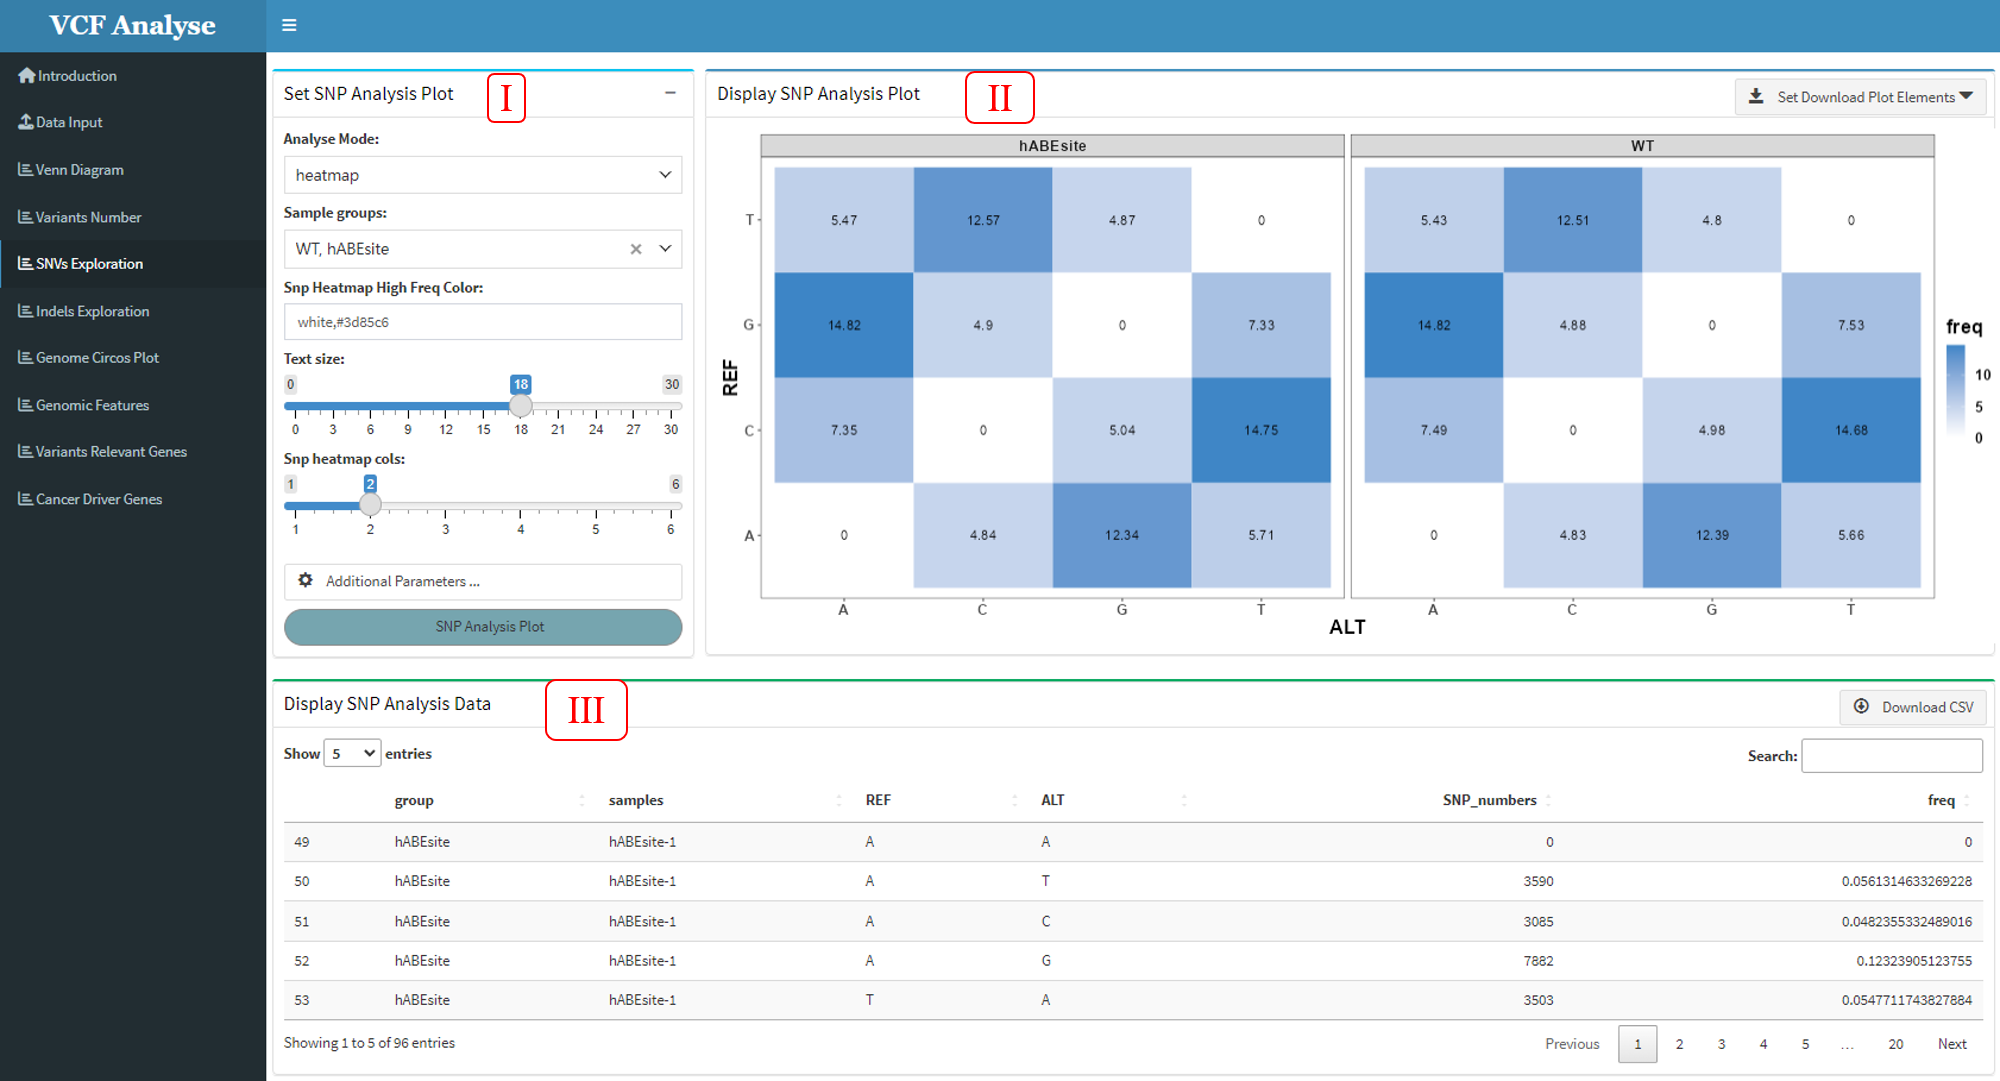 VCF Analyse
Introduction
Data Input
Venn Diagram
Variants Number
SNVs Exploration
Indels Exploration
Genome Circos Plot
Genomic Features
Variants Relevant Genes
Cancer Driver Genes
Set SNP Analysis Plot I
Analyse Mode:
heatmap
Sample groups:
WT, hABEsite
Snp Heatmap High Freq Color:
white,#3d85c6
Text size:
0 18 30
0 3 6 9 12 15 18 21 24 27 30
Snp heatmap cols:
1 2 6
1 2 3 4 5 6
Additional Parameters ...
SNP Analysis Plot
Display SNP Analysis Plot II Set Download Plot Elements
hABEsite WT
T 5.47 12.57 4.87 0 5.43 12.51 4.8 0
G 14.82 4.9 0 7.33 14.82 4.88 0 7.53
C 7.35 0 5.04 14.75 7.49 0 4.98 14.68
A 0 4.84 12.34 5.71 0 4.83 12.39 5.66
A C G T A C G T
REF
ALT
freq
10
5
0
Display SNP Analysis Data III Download CSV
Show 5 entries Search:
group samples REF ALT SNP_numbers freq
49 hABEsite hABEsite-1 A A 0 0
50 hABEsite hABEsite-1 A T 3590 0.0561314633269228
51 hABEsite hABEsite-1 A C 3085 0.0482355332489016
52 hABEsite hABEsite-1 A G 7882 0.12323905123755
53 hABEsite hABEsite-1 T A 3503 0.0547711743827884
Showing 1 to 5 of 96 entries Previous 1 2 3 4 5 ... 20 Next